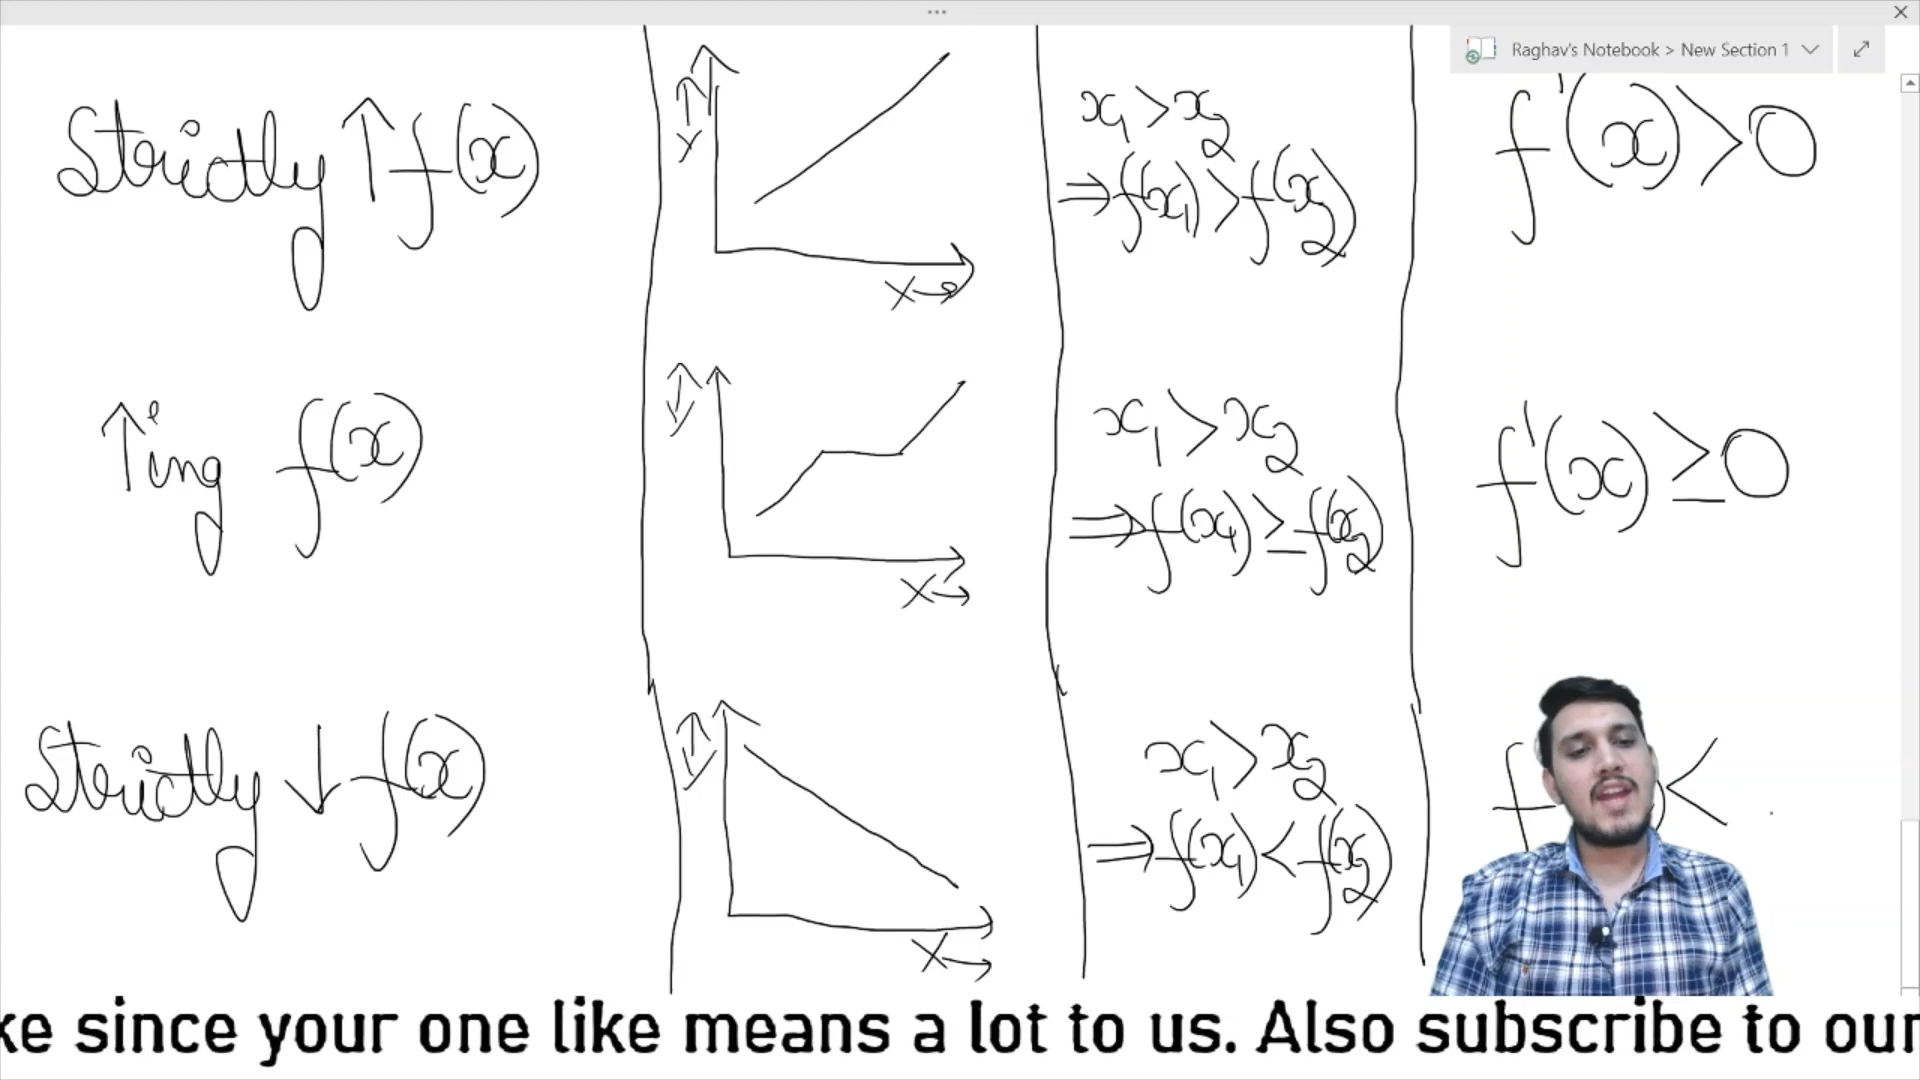 Raghav's Notebook > New Section 1
Strictly ↑ f(x)
Y→
X→
x₁ > x₂
⇒ f(x₁) > f(x₂)
f'(x) > 0
↑ing f(x)
Y→
X→
x₁ > x₂
⇒ f(x₁) ≥ f(x₂)
f'(x) ≥ 0
Strictly ↓ f(x)
X→
x₁ > x₂
⇒ f(x₁) < f(x₂)
f ) <
ke since your one like means a lot to us. Also subscribe to our